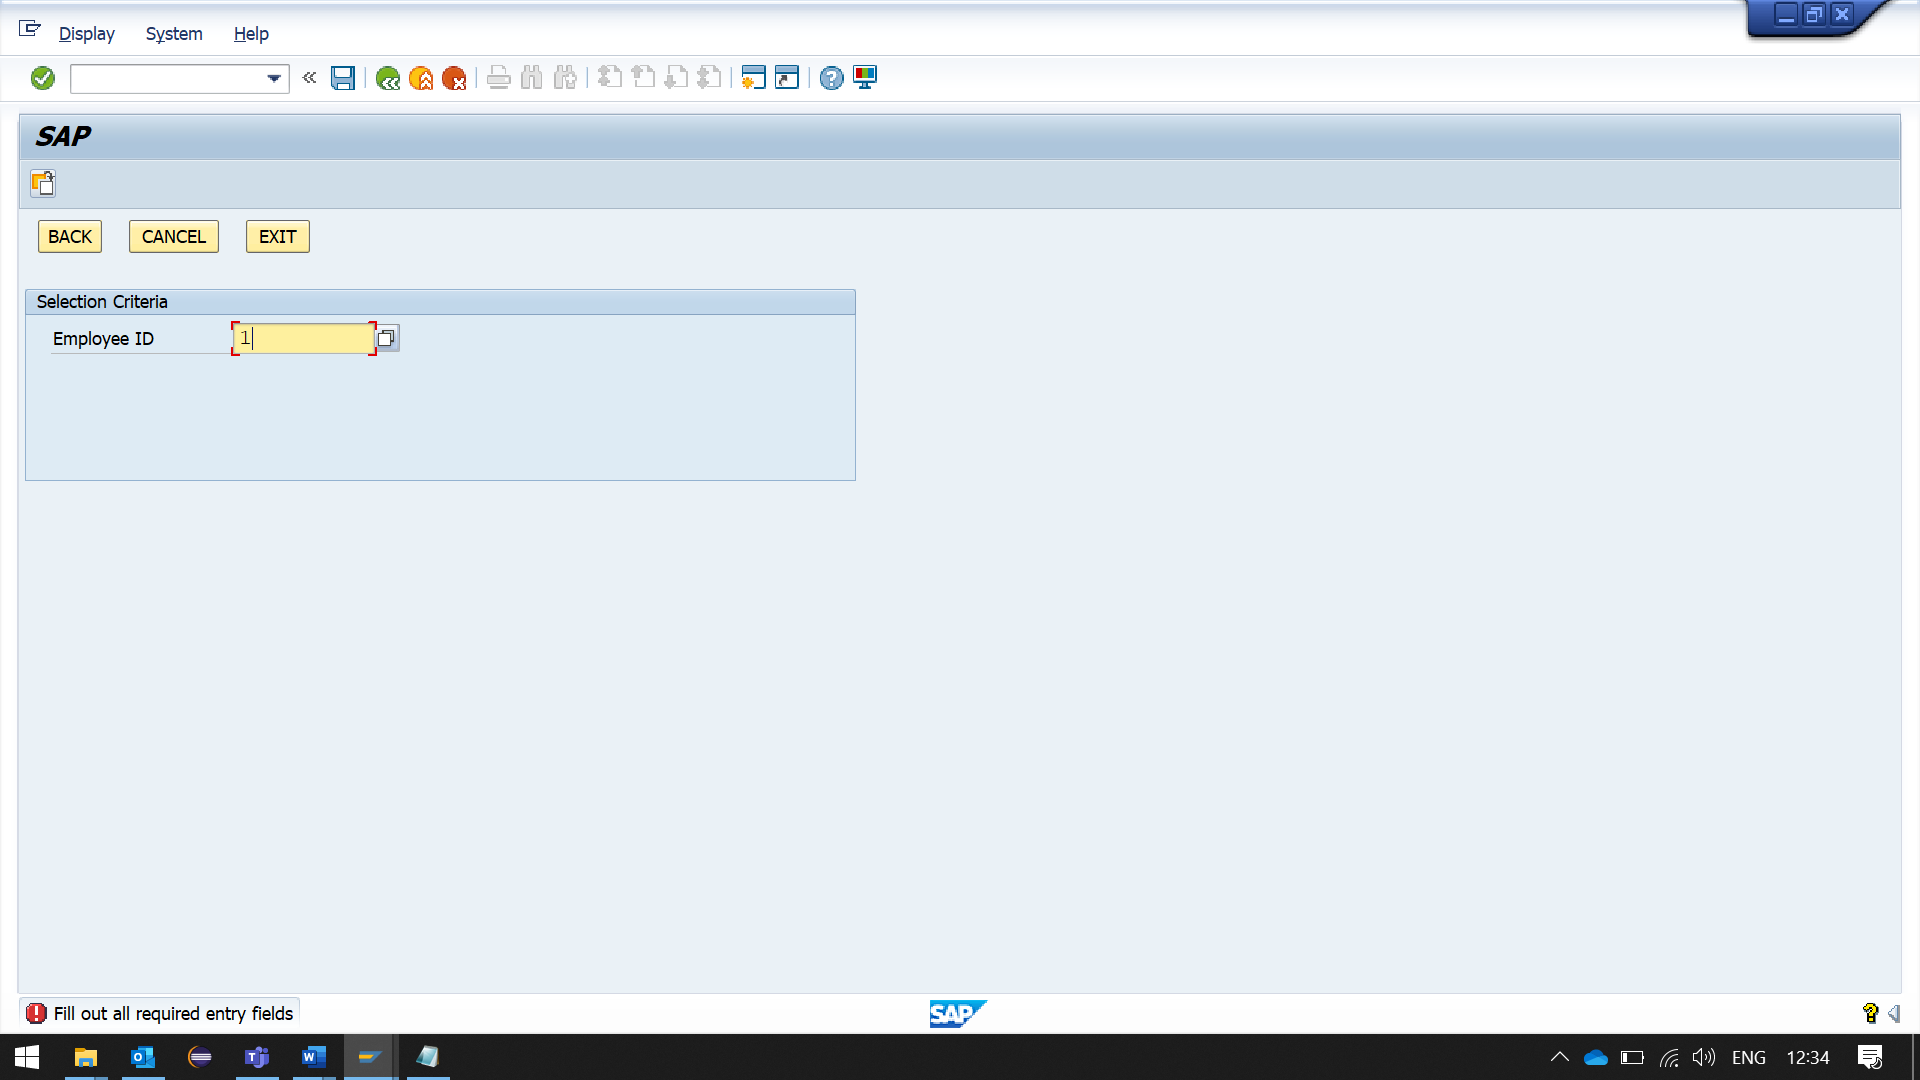 Display System Help
SAP
BACK CANCEL EXIT
Selection Criteria
Employee ID 1
Fill out all required entry fields
SAP
ENG 12:34